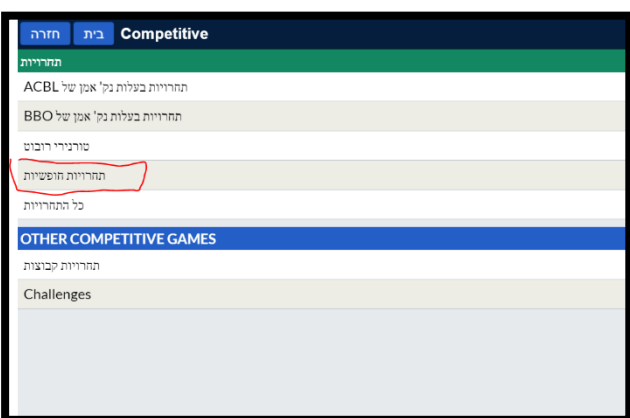 חזרה בית Competitive
תחרויות
תחרויות בעלות נק' אמן של ACBL
תחרויות בעלות נק' אמן של BBO
טורנירי רובוט
תחרויות חופשיות
כל התחרויות
OTHER COMPETITIVE GAMES
תחרויות קבוצות
Challenges